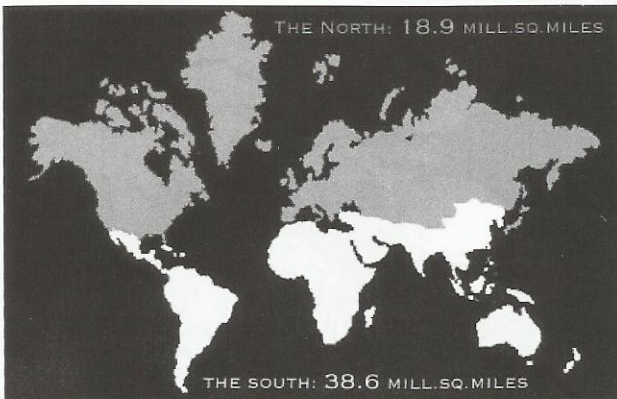 THE NORTH: 18.9 MILL.SQ.MILES
THE SOUTH: 38.6 MILL.SQ.MILES